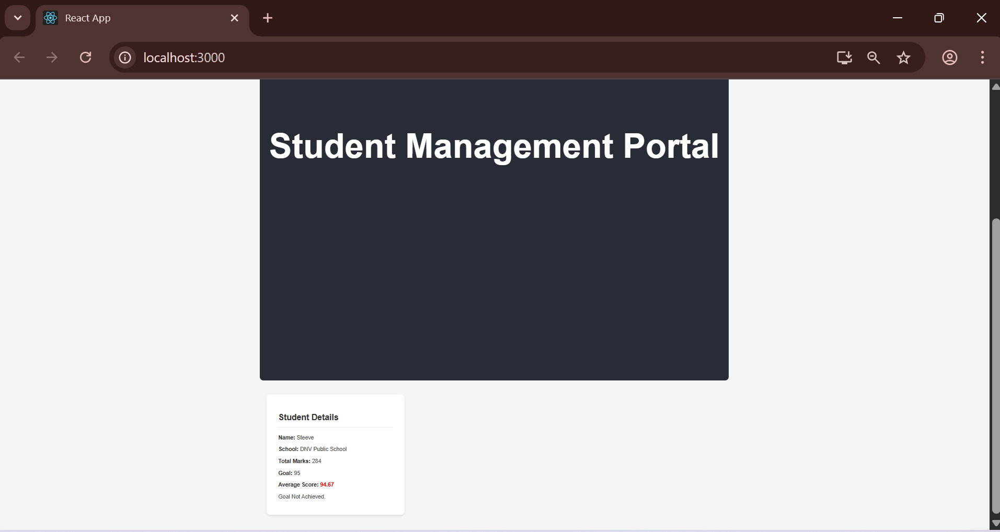 React App
localhost:3000
Student Management Portal
Student Details
Name: Steeve
School: DNV Public School
Total Marks: 284
Goal: 95
Average Score: 94.67
Goal Not Achieved.